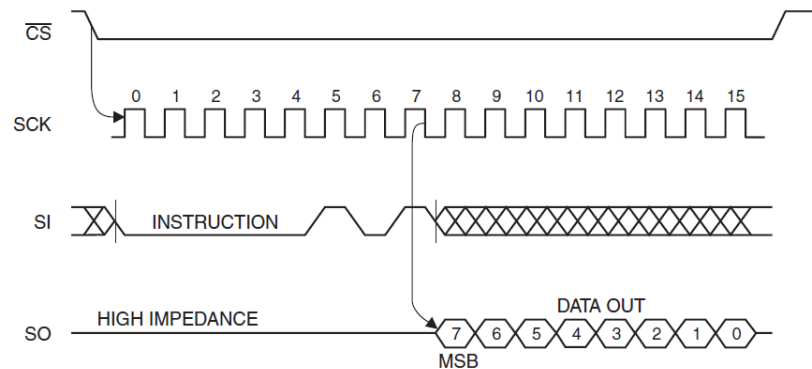 CS
0 1 2 3 4 5 6 7 8 9 10 11 12 13 14 15
SCK
SI INSTRUCTION
HIGH IMPEDANCE DATA OUT
SO 7 6 5 4 3 2 1 0
MSB